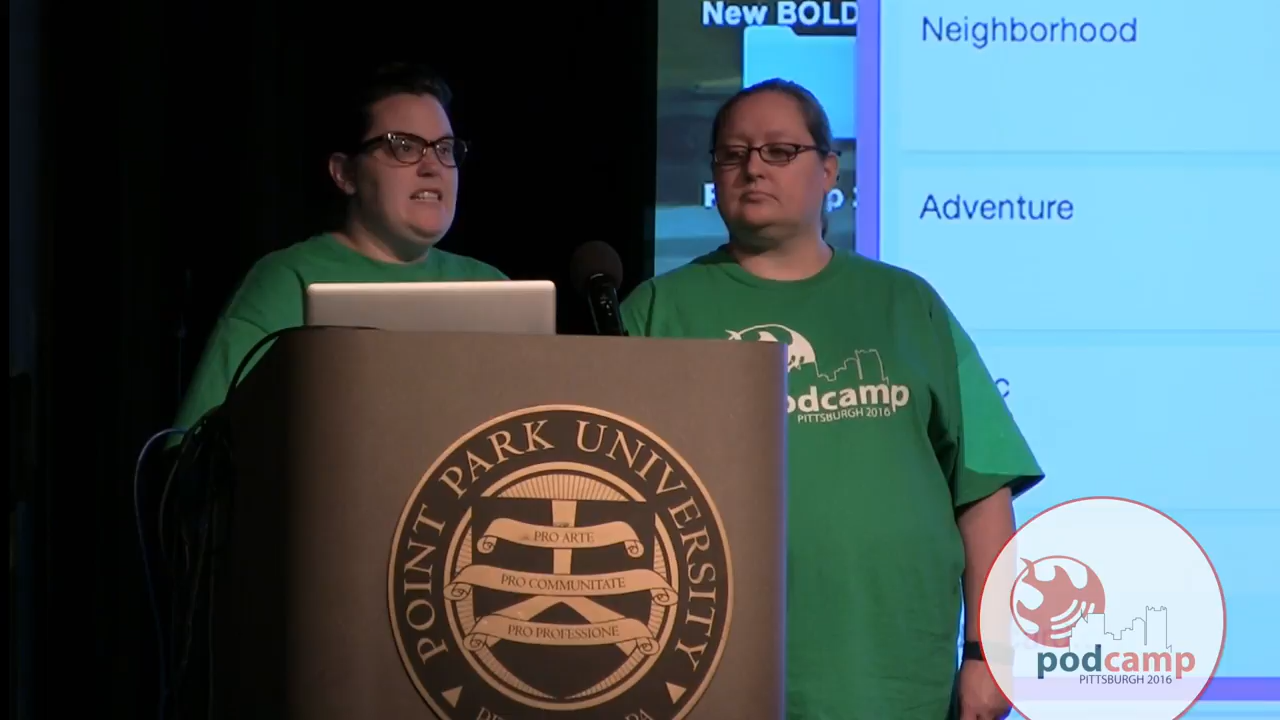 New BOLD
Neighborhood
Adventure
podcamp
PITTSBURGH 2016
POINT PARK UNIVERSITY
PRO ARTE
PRO COMMUNITATE
PRO PROFESSIONE
podcamp
PITTSBURGH 2016